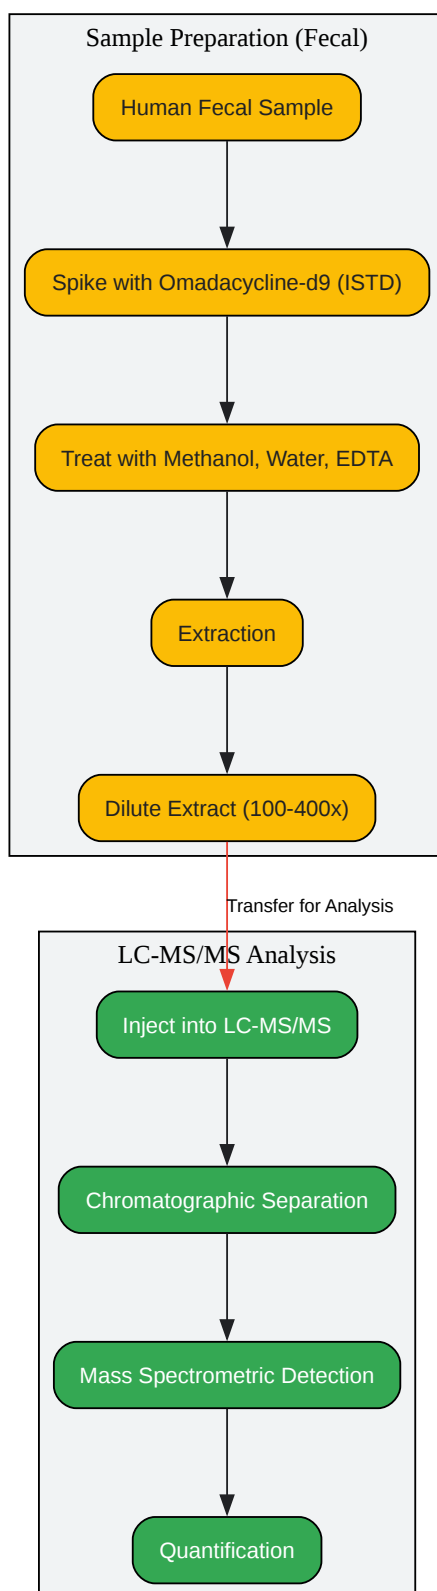 Sample Preparation (Fecal)
Human Fecal Sample
Spike with Omadacycline-d9 (ISTD)
Treat with Methanol, Water, EDTA
Extraction
Dilute Extract (100-400x)
Transfer for Analysis
LC-MS/MS Analysis
Inject into LC-MS/MS
Chromatographic Separation
Mass Spectrometric Detection
Quantification